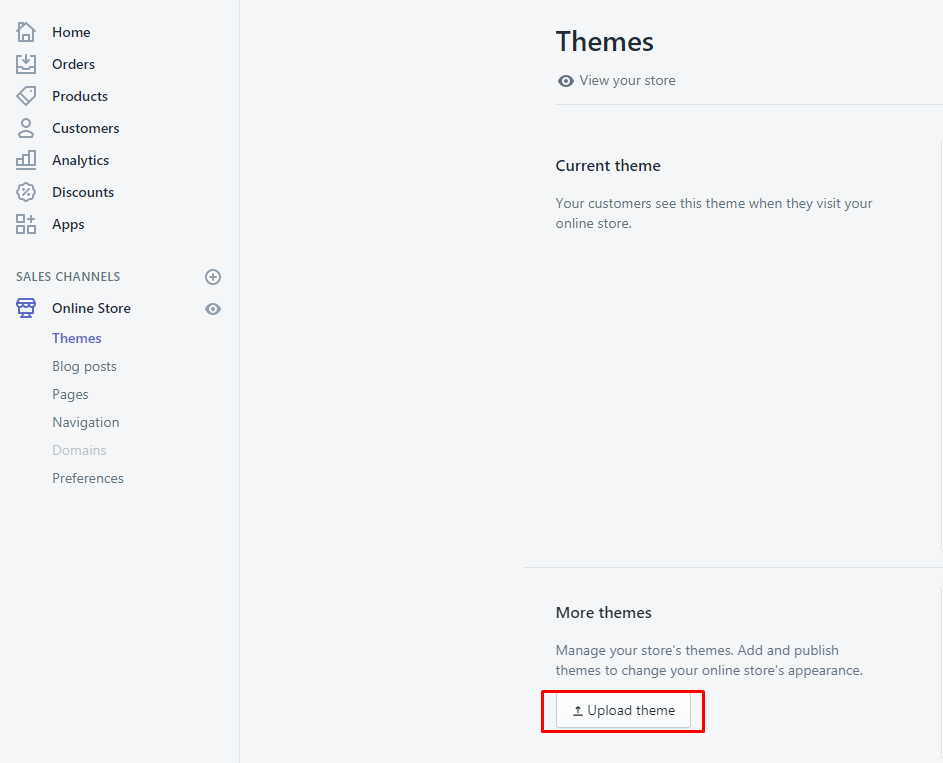 Home
Orders
Products
Customers
Analytics
Discounts
Apps
SALES CHANNELS
Online Store
Themes
Blog posts
Pages
Navigation
Domains
Preferences
Themes
View your store
Current theme
Your customers see this theme when they visit your
online store.
More themes
Manage your store's themes. Add and publish
themes to change your online store's appearance.
Upload theme